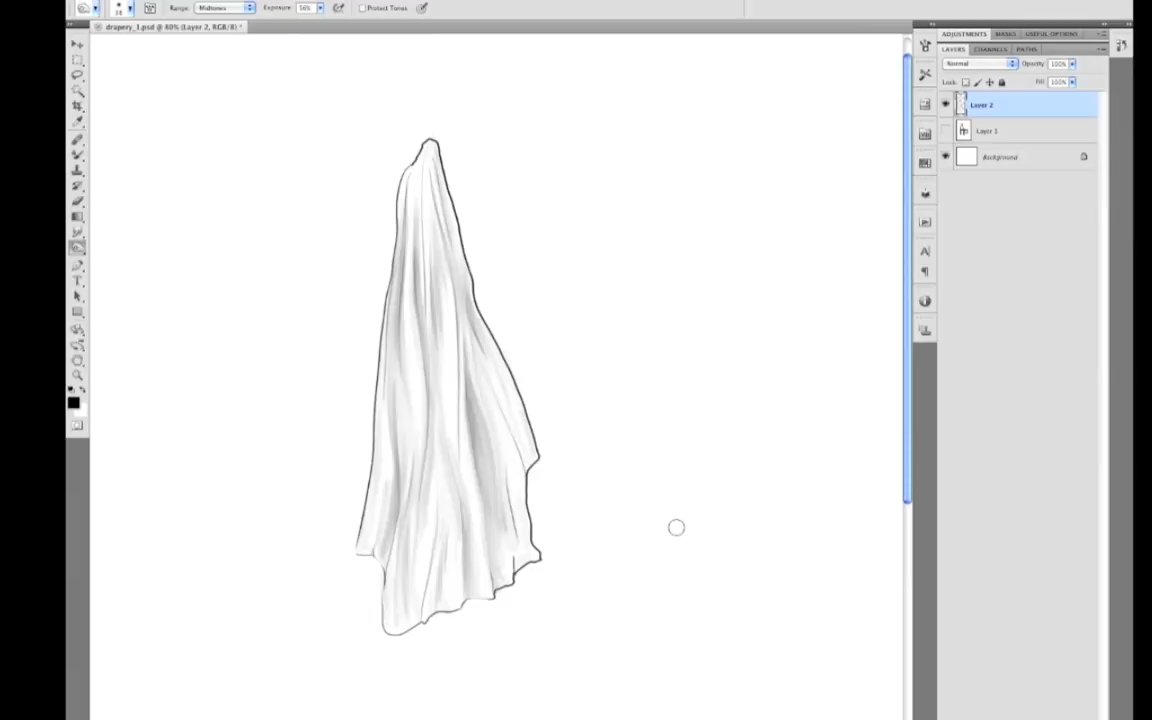 Range: Midtones Exposure: 56% Protect Tones
drapery_1.psd @ 80% (Layer 2, RGB/8) *
ADJUSTMENTS MASKS USEFUL OPTIONS
LAYERS CHANNELS PATHS
Normal Opacity: 100%
Lock: Fill: 100%
Layer 2
Layer 1
Background